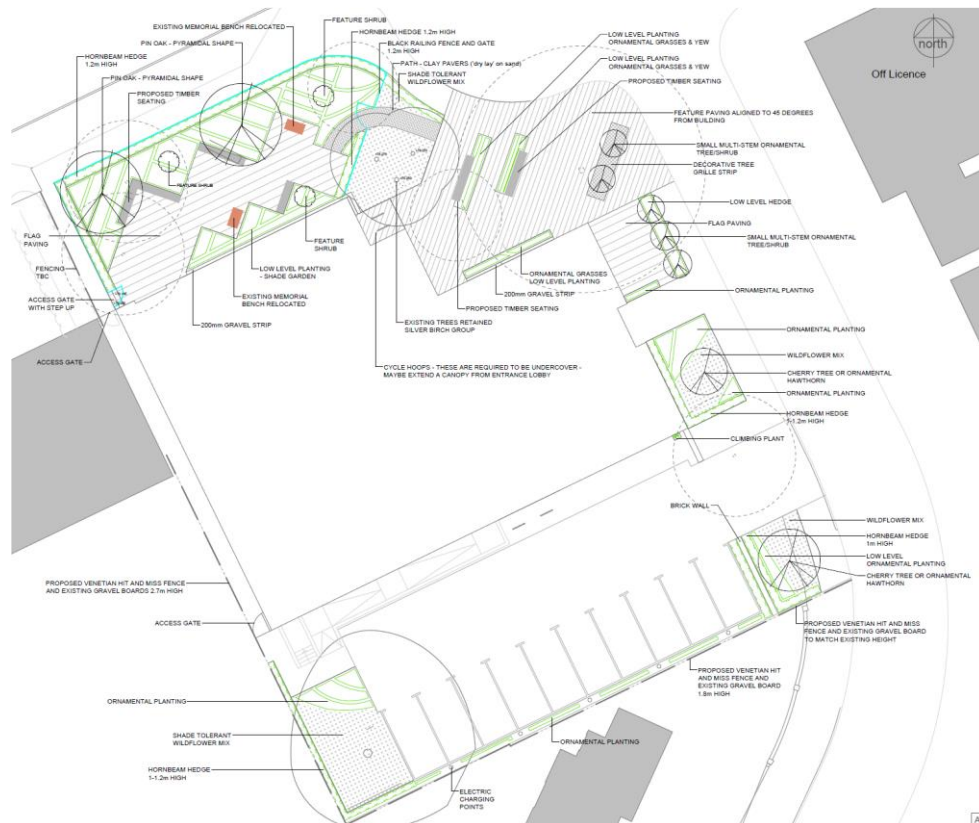 EXISTING MEMORIAL BENCH RELOCATED
PIN OAK - PYRAMIDAL SHAPE
HORNBEAM HEDGE
1.2m HIGH
PIN OAK - PYRAMIDAL SHAPE
PROPOSED TIMBER
SEATING
FEATURE SHRUB
HORNBEAM HEDGE 1.2m HIGH
BLACK RAILING FENCE AND GATE
1.2m HIGH
PATH - CLAY PAVERS ('dry lay' on sand)
SHADE TOLERANT
WILDFLOWER MIX
LOW LEVEL PLANTING
ORNAMENTAL GRASSES & YEW
LOW LEVEL PLANTING
ORNAMENTAL GRASSES & YEW
PROPOSED TIMBER SEATING
FEATURE PAVING ALIGNED TO 45 DEGREES
FROM BUILDING
SMALL MULTI-STEM ORNAMENTAL
TREE/SHRUB
DECORATIVE TREE
GRILLE STRIP
LOW LEVEL HEDGE
FLAG PAVING
SMALL MULTI-STEM ORNAMENTAL
TREE/SHRUB
north
Off Licence
FEATURE SHRUB
FLAG
PAVING
FENCING
TBC
ACCESS GATE
WITH STEP UP
ACCESS GATE
200mm GRAVEL STRIP
EXISTING MEMORIAL
BENCH RELOCATED
LOW LEVEL PLANTING
- SHADE GARDEN
FEATURE
SHRUB
EXISTING TREES RETAINED
SILVER BIRCH GROUP
CYCLE HOOPS - THESE ARE REQUIRED TO BE UNDERCOVER -
MAYBE EXTEND A CANOPY FROM ENTRANCE LOBBY
ORNAMENTAL GRASSES
LOW LEVEL PLANTING
200mm GRAVEL STRIP
PROPOSED TIMBER SEATING
ORNAMENTAL PLANTING
ORNAMENTAL PLANTING
WILDFLOWER MIX
CHERRY TREE OR ORNAMENTAL
HAWTHORN
ORNAMENTAL PLANTING
HORNBEAM HEDGE
1-1.2m HIGH
CLIMBING PLANT
BRICK WALL
WILDFLOWER MIX
HORNBEAM HEDGE
1m HIGH
LOW LEVEL
ORNAMENTAL PLANTING
CHERRY TREE OR ORNAMENTAL
HAWTHORN
PROPOSED VENETIAN HIT AND MISS
FENCE AND EXISTING GRAVEL BOARD
TO MATCH EXISTING HEIGHT
PROPOSED VENETIAN HIT
AND MISS FENCE AND
EXISTING GRAVEL BOARD
1.8m HIGH
PROPOSED VENETIAN HIT AND MISS FENCE
AND EXISTING GRAVEL BOARDS 2.7m HIGH
ACCESS GATE
ORNAMENTAL PLANTING
SHADE TOLERANT
WILDFLOWER MIX
HORNBEAM HEDGE
1-1.2m HIGH
ELECTRIC
CHARGING
POINTS
ORNAMENTAL PLANTING